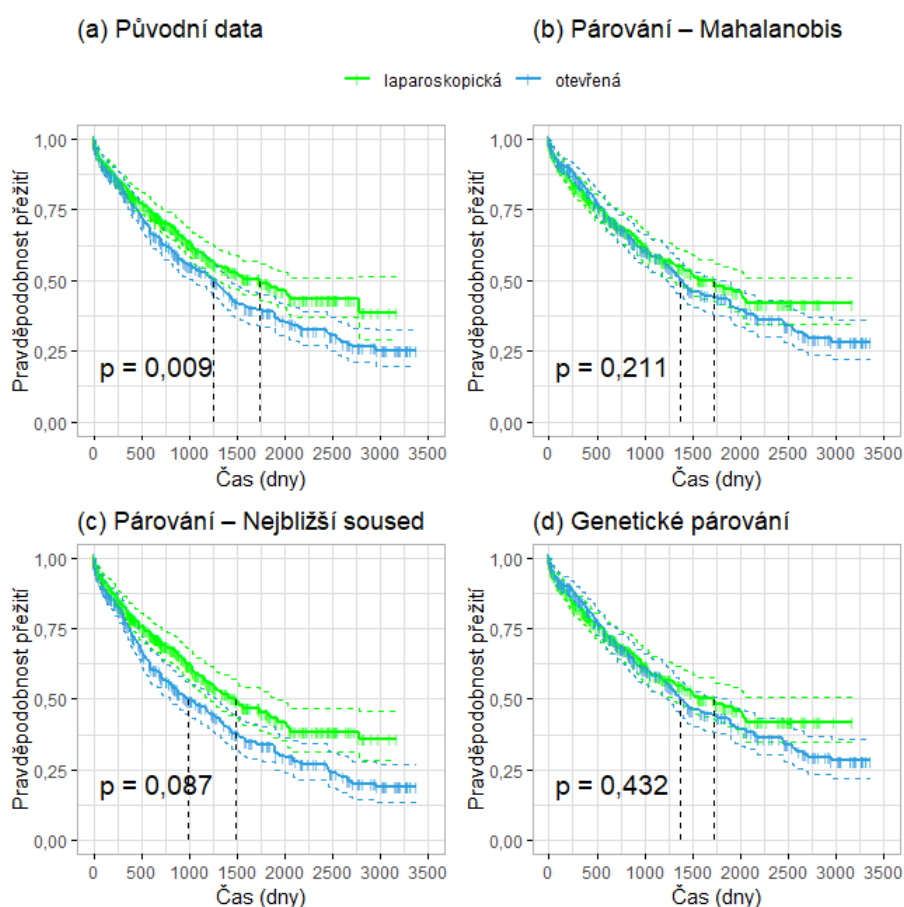 (a) Původní data
(b) Párování – Mahalanobis
laparoskopická
otevřená
Pravděpodobnost přežití
1,00
0,75
0,50
0,25
0,00
p = 0,009
0 500 1000 1500 2000 2500 3000 3500
Čas (dny)
Pravděpodobnost přežití
1,00
0,75
0,50
0,25
0,00
p = 0,211
0 500 1000 1500 2000 2500 3000 3500
Čas (dny)
(c) Párování – Nejbližší soused
(d) Genetické párování
Pravděpodobnost přežití
1,00
0,75
0,50
0,25
0,00
p = 0,087
0 500 1000 1500 2000 2500 3000 3500
Čas (dny)
Pravděpodobnost přežití
1,00
0,75
0,50
0,25
0,00
p = 0,432
0 500 1000 1500 2000 2500 3000 3500
Čas (dny)